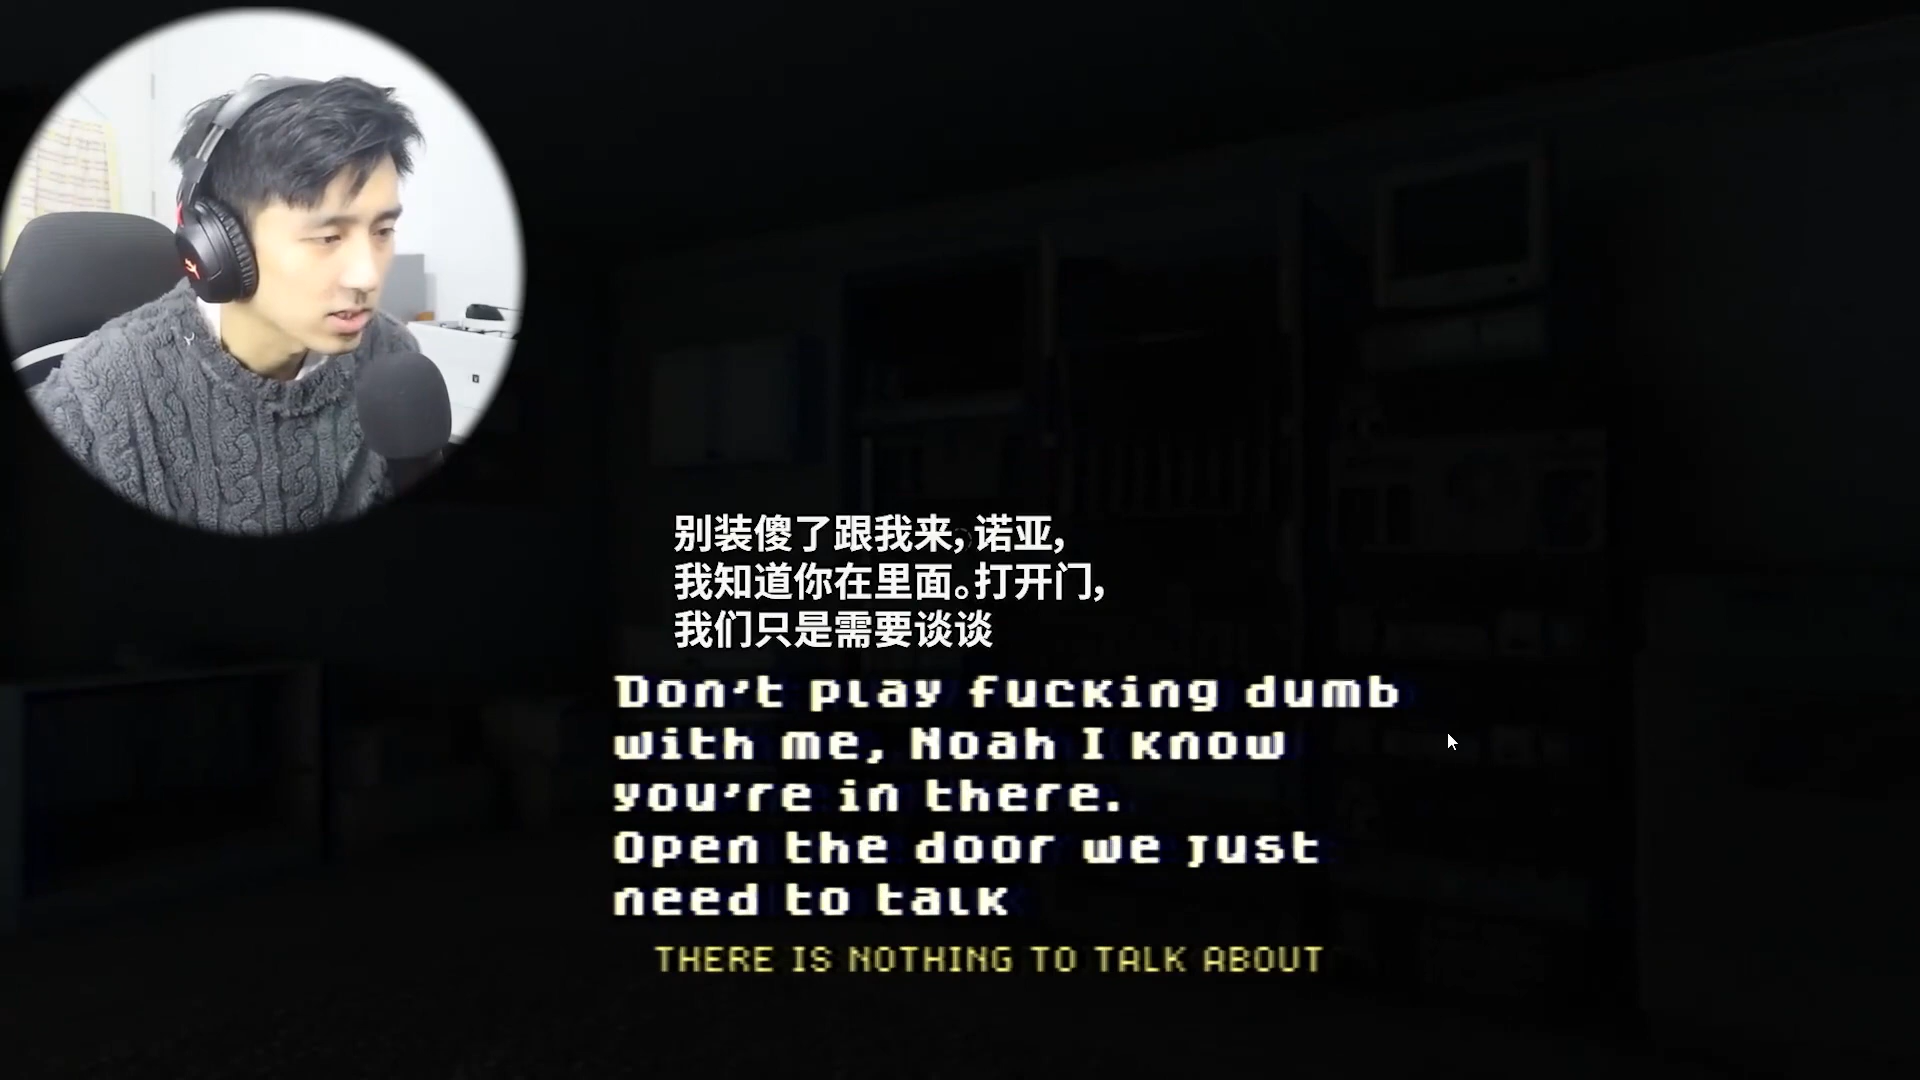 别装傻了跟我来，诺亚，
我知道你在里面。打开门，
我们只是需要谈谈
Don't play fucking dumb
with me, Noah I know
you're in there.
Open the door we just
need to talk
THERE IS NOTHING TO TALK ABOUT